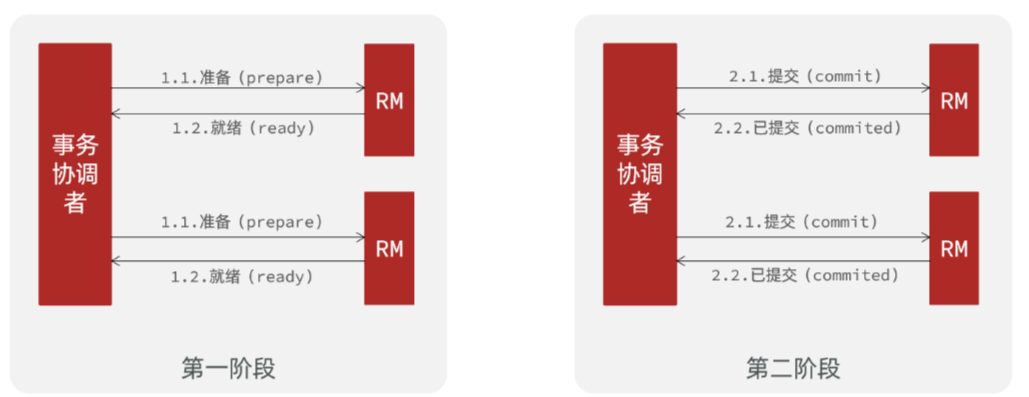 事务
协调
者
1.1.准备 (prepare)
1.2.就绪 (ready)
RM
1.1.准备 (prepare)
1.2.就绪 (ready)
RM
第一阶段
事务
协调
者
2.1.提交 (commit)
2.2.已提交 (commited)
RM
2.1.提交 (commit)
2.2.已提交 (commited)
RM
第二阶段